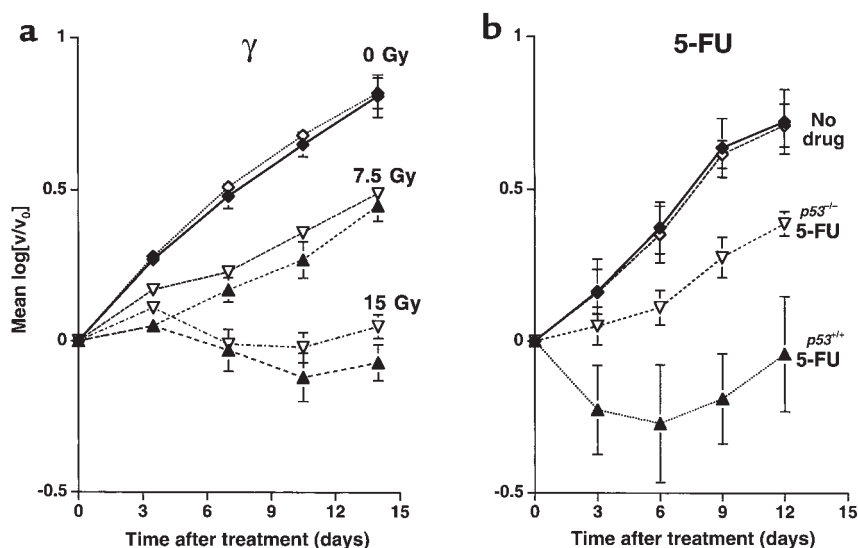 a
γ
0 Gy
7.5 Gy
15 Gy
1
0.5
0
-0.5
Mean log[v/v0]
0
3
6
9
12
15
Time after treatment (days)
b
5-FU
No
drug
p53-/-
5-FU
p53+/+
5-FU
1
0.5
0
-0.5
0
3
6
9
12
15
Time after treatment (days)